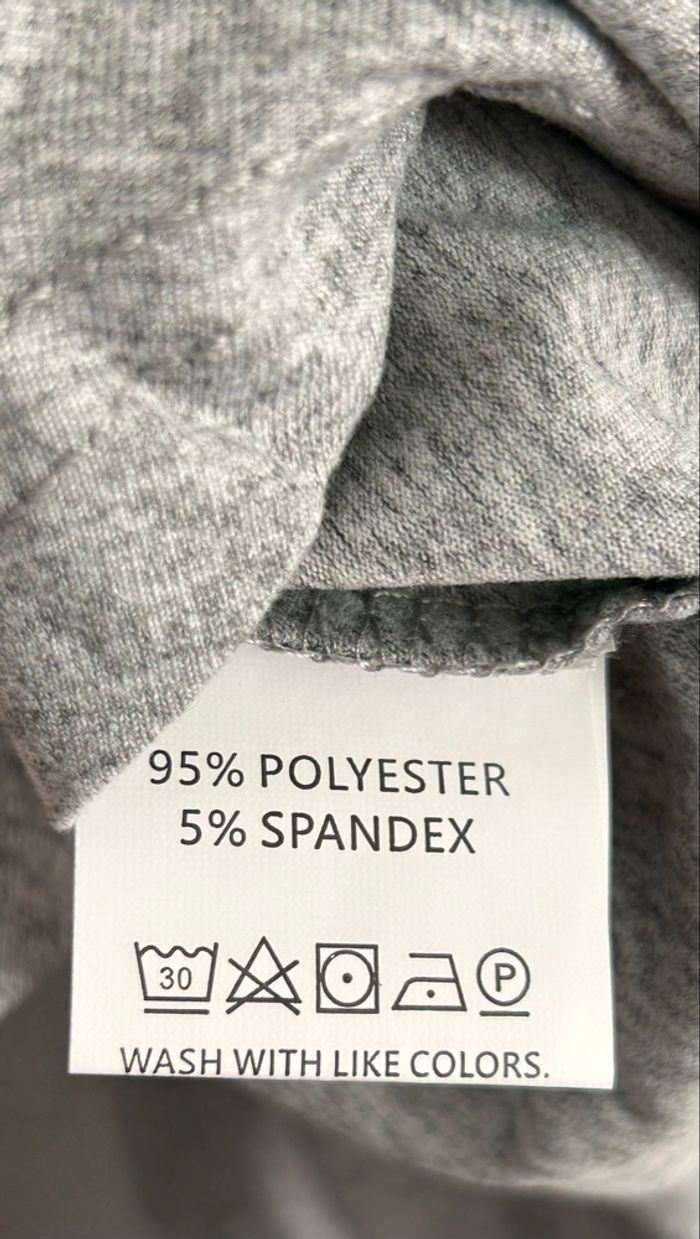 95% POLYESTER
5% SPANDEX
30 P
WASH WITH LIKE COLORS.